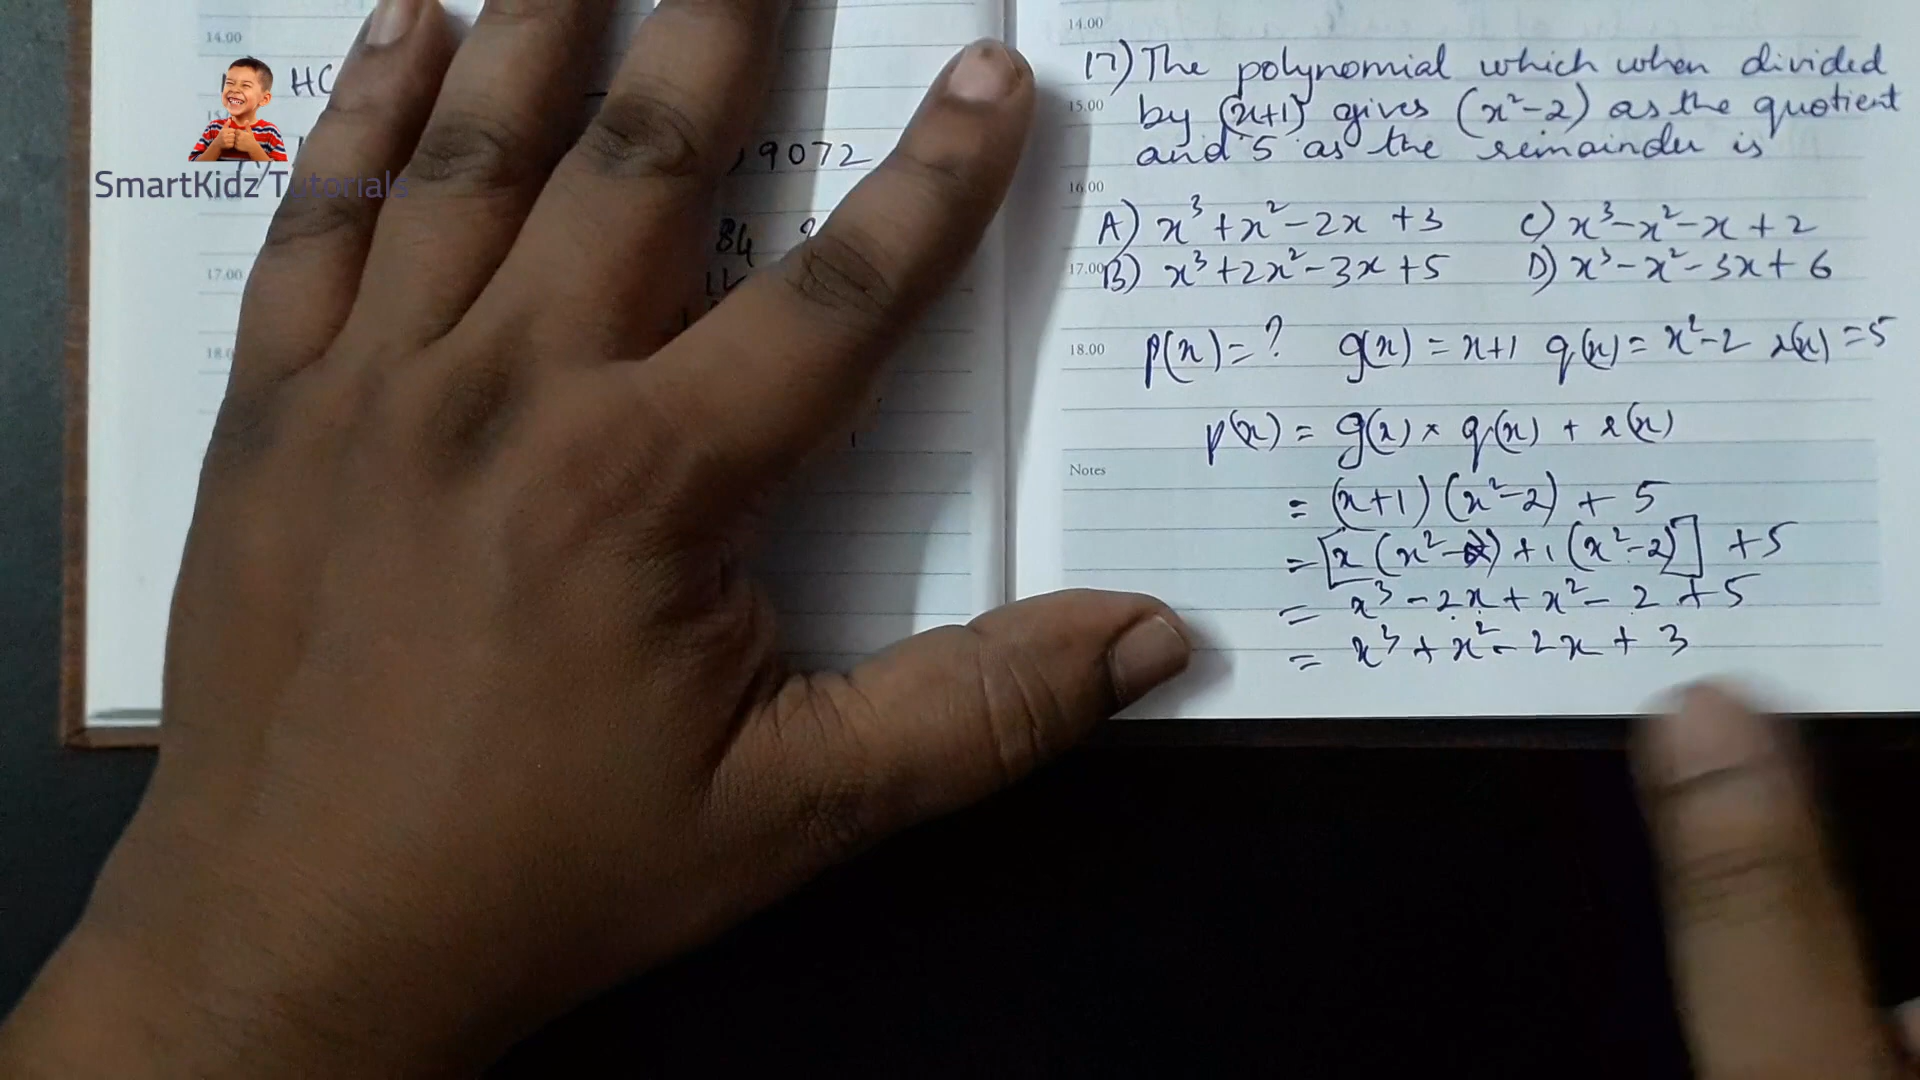 14.00
HC
15.00
9072
SmartKidz Tutorials
84
17.00
18.0
14.00
17) The polynomial which when divided
15.00
by (x+1) gives (x²-2) as the quotient
and 5 as the remainder is
16.00
A) x³+x²-2x+3 C) x³-x²-x+2
17.00
B) x³+2x²-3x+5 D) x³-x²-3x+6
18.00
p(x)=? g(x)=x+1 q(x)=x²-2 r(x)=5
p(x) = g(x) × q(x) + r(x)
Notes
= (x+1)(x²-2) + 5
= [x(x²-2)+1(x²-2)] +5
= x³-2x+x²-2+5
= x³+x²-2x+3